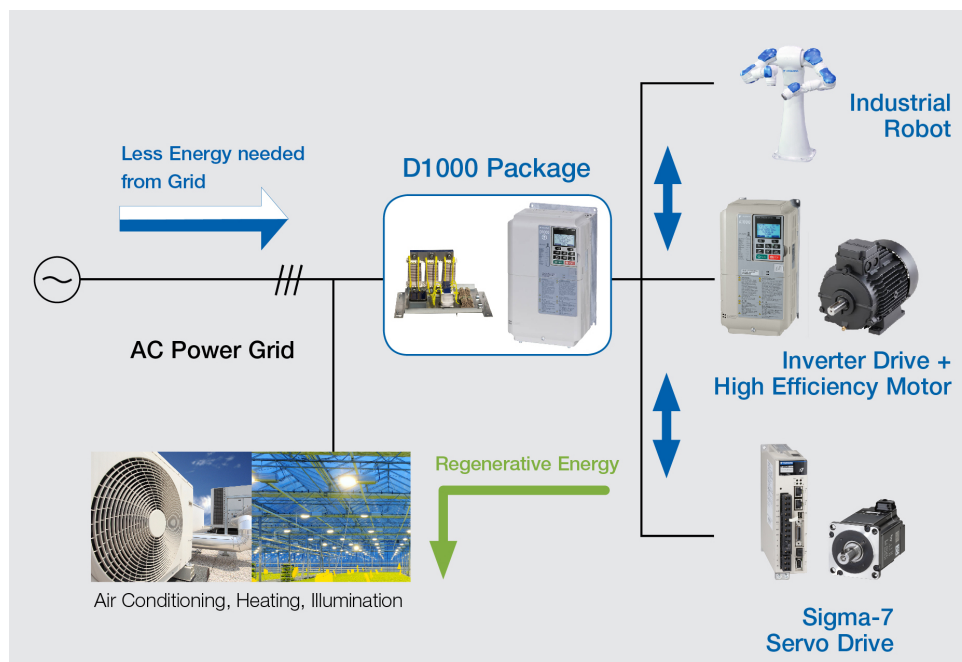 Less Energy needed
from Grid
D1000 Package
Industrial
Robot
AC Power Grid
Inverter Drive +
High Efficiency Motor
Regenerative Energy
Air Conditioning, Heating, Illumination
Sigma-7
Servo Drive